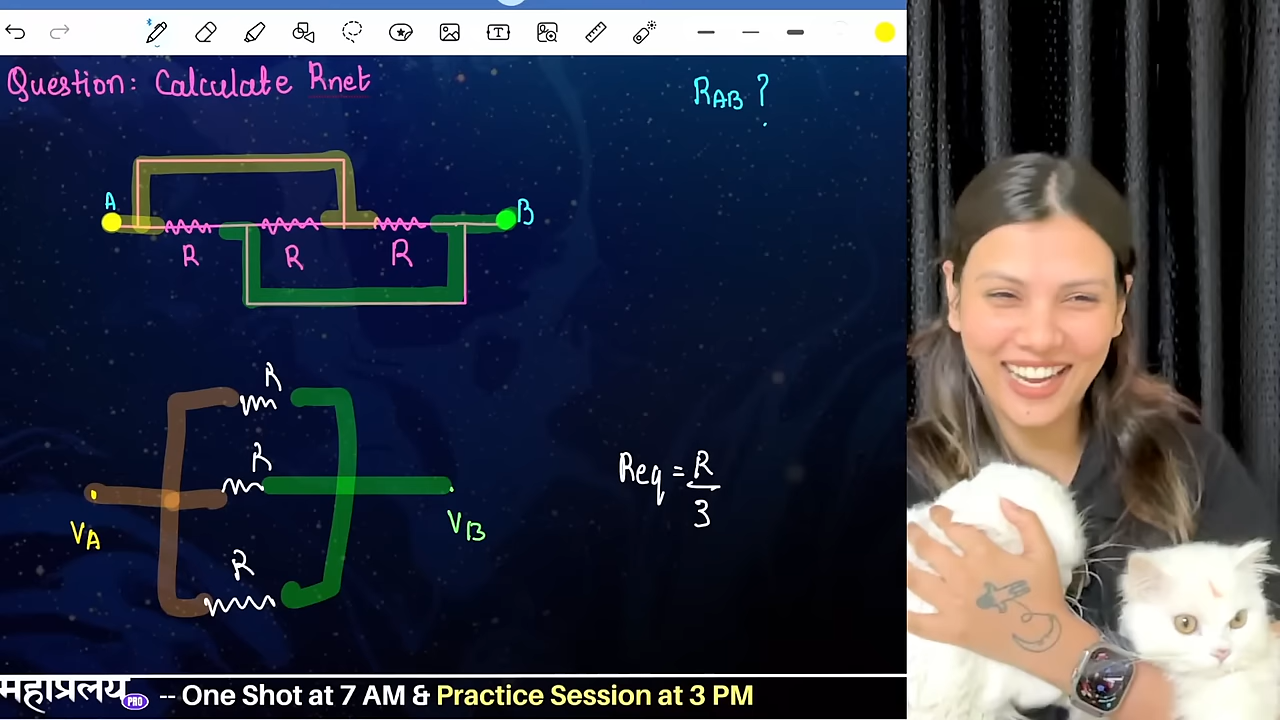 Question: Calculate Rnet
RAB ?
A
B
R R R
R
R
Req = R/3
VA
VB
R
महाप्रलय PRO -- One Shot at 7 AM & Practice Session at 3 PM